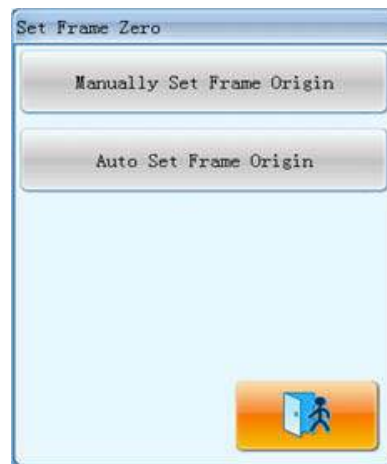 Set Frame Zero
Manually Set Frame Origin
Auto Set Frame Origin